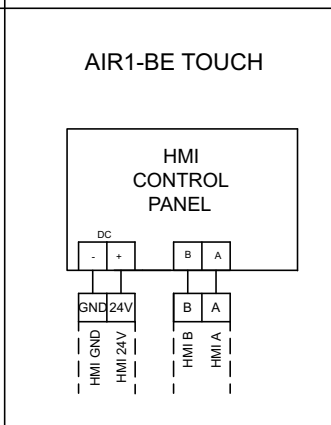 AIR1-BE TOUCH
HMI
CONTROL
PANEL
DC
- + B A
GND 24V B A
HMI GND
HMI 24V
HMI B
HMI A